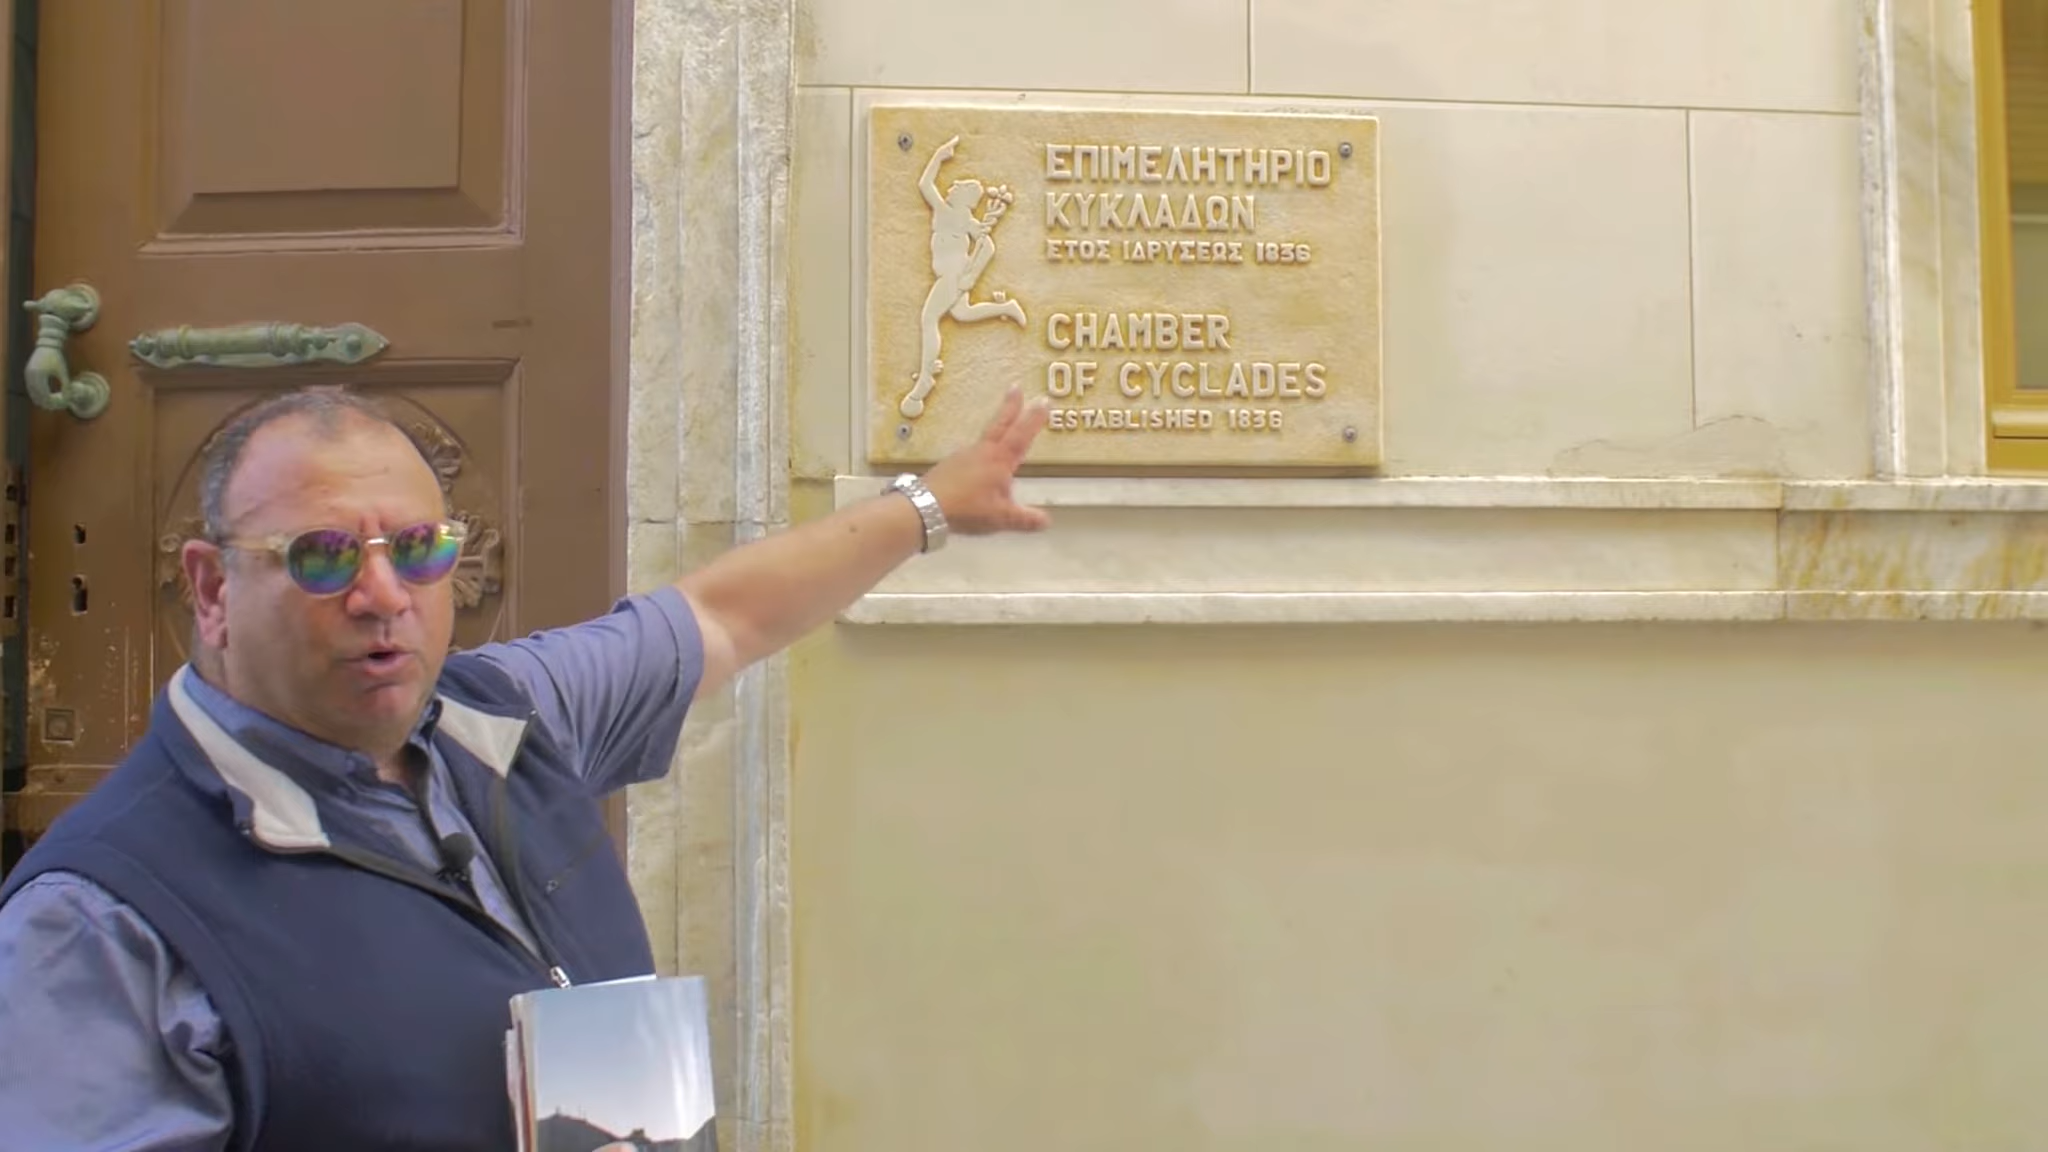 ΕΠΙΜΕΛΗΤΗΡΙΟ
ΚΥΚΛΑΔΩΝ
ΕΤΟΣ ΙΔΡΥΣΕΩΣ 1836
CHAMBER
OF CYCLADES
ESTABLISHED 1836